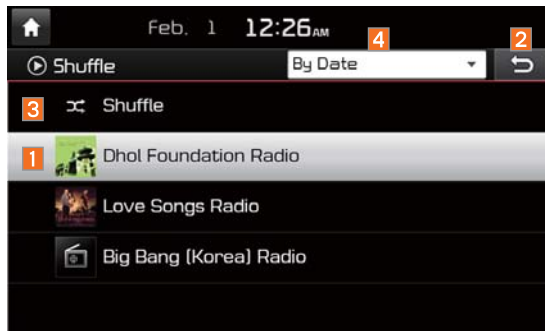 Feb. 1 12:26AM
4
2
Shuffle By Date
3 Shuffle
1 Dhol Foundation Radio
Love Songs Radio
Big Bang (Korea) Radio